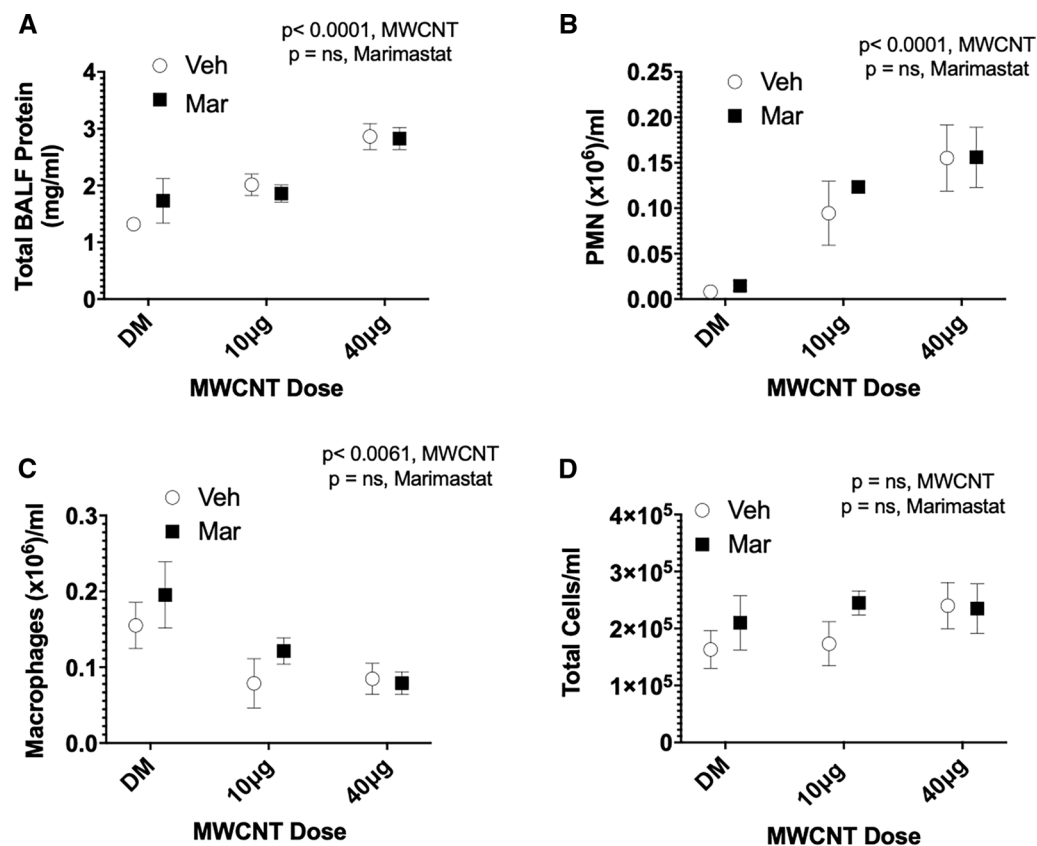 A
p< 0.0001, MWCNT
p = ns, Marimastat
Veh
Mar
Total BALF Protein
(mg/ml)
4
3
2
1
0
DM
10µg
40µg
MWCNT Dose
B
p< 0.0001, MWCNT
p = ns, Marimastat
Veh
Mar
PMN (x10⁶)/ml
0.25
0.20
0.15
0.10
0.05
0.00
DM
10µg
40µg
MWCNT Dose
C
p< 0.0061, MWCNT
p = ns, Marimastat
Veh
Mar
Macrophages (x10⁶)/ml
0.3
0.2
0.1
0.0
DM
10µg
40µg
MWCNT Dose
D
p = ns, MWCNT
p = ns, Marimastat
Veh
Mar
Total Cells/ml
4×10⁵
3×10⁵
2×10⁵
1×10⁵
0
DM
10µg
40µg
MWCNT Dose